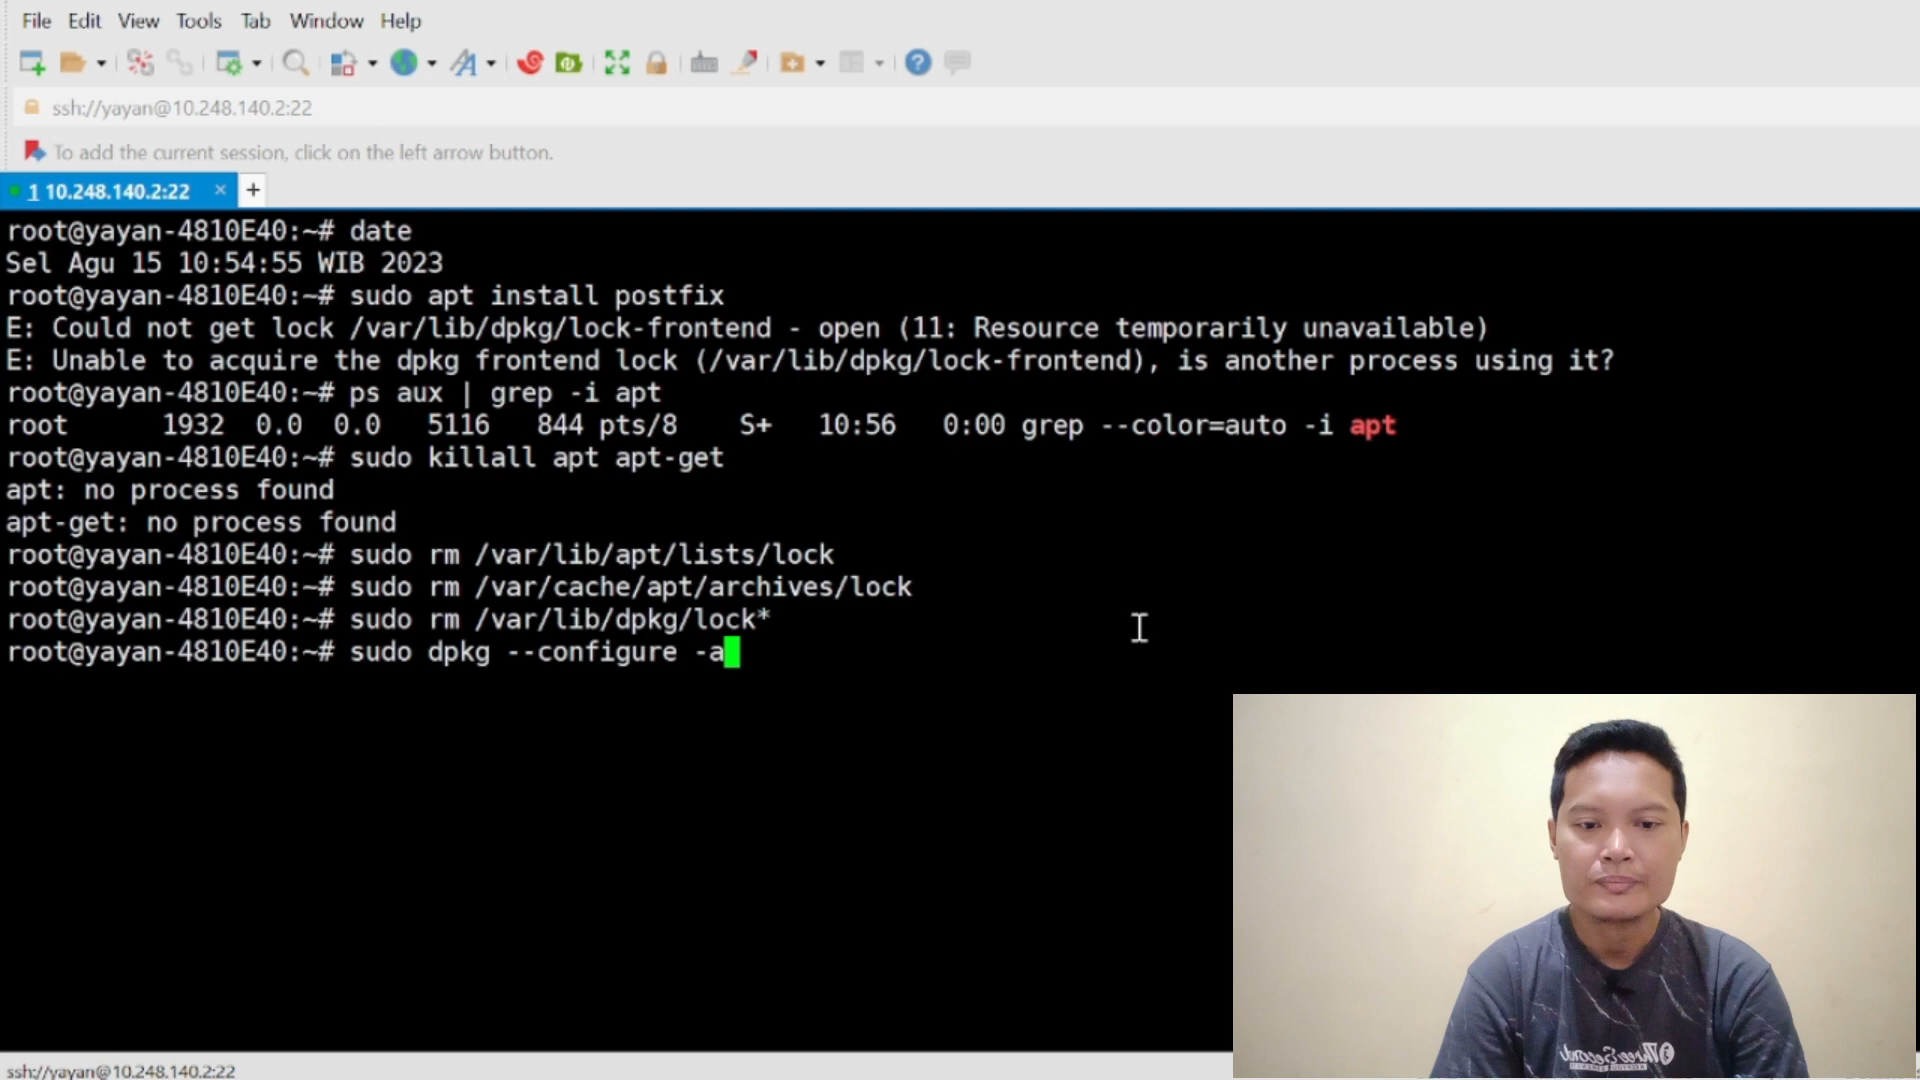 File Edit View Tools Tab Window Help
ssh://yayan@10.248.140.2:22
To add the current session, click on the left arrow button.
1 10.248.140.2:22 × +
root@yayan-4810E40:~# date
Sel Agu 15 10:54:55 WIB 2023
root@yayan-4810E40:~# sudo apt install postfix
E: Could not get lock /var/lib/dpkg/lock-frontend - open (11: Resource temporarily unavailable)
E: Unable to acquire the dpkg frontend lock (/var/lib/dpkg/lock-frontend), is another process using it?
root@yayan-4810E40:~# ps aux | grep -i apt
root      1932  0.0  0.0   5116   844 pts/8    S+   10:56   0:00 grep --color=auto -i apt
root@yayan-4810E40:~# sudo killall apt apt-get
apt: no process found
apt-get: no process found
root@yayan-4810E40:~# sudo rm /var/lib/apt/lists/lock
root@yayan-4810E40:~# sudo rm /var/cache/apt/archives/lock
root@yayan-4810E40:~# sudo rm /var/lib/dpkg/lock*
root@yayan-4810E40:~# sudo dpkg --configure -a
ThreeSecond
ssh://yayan@10.248.140.2:22